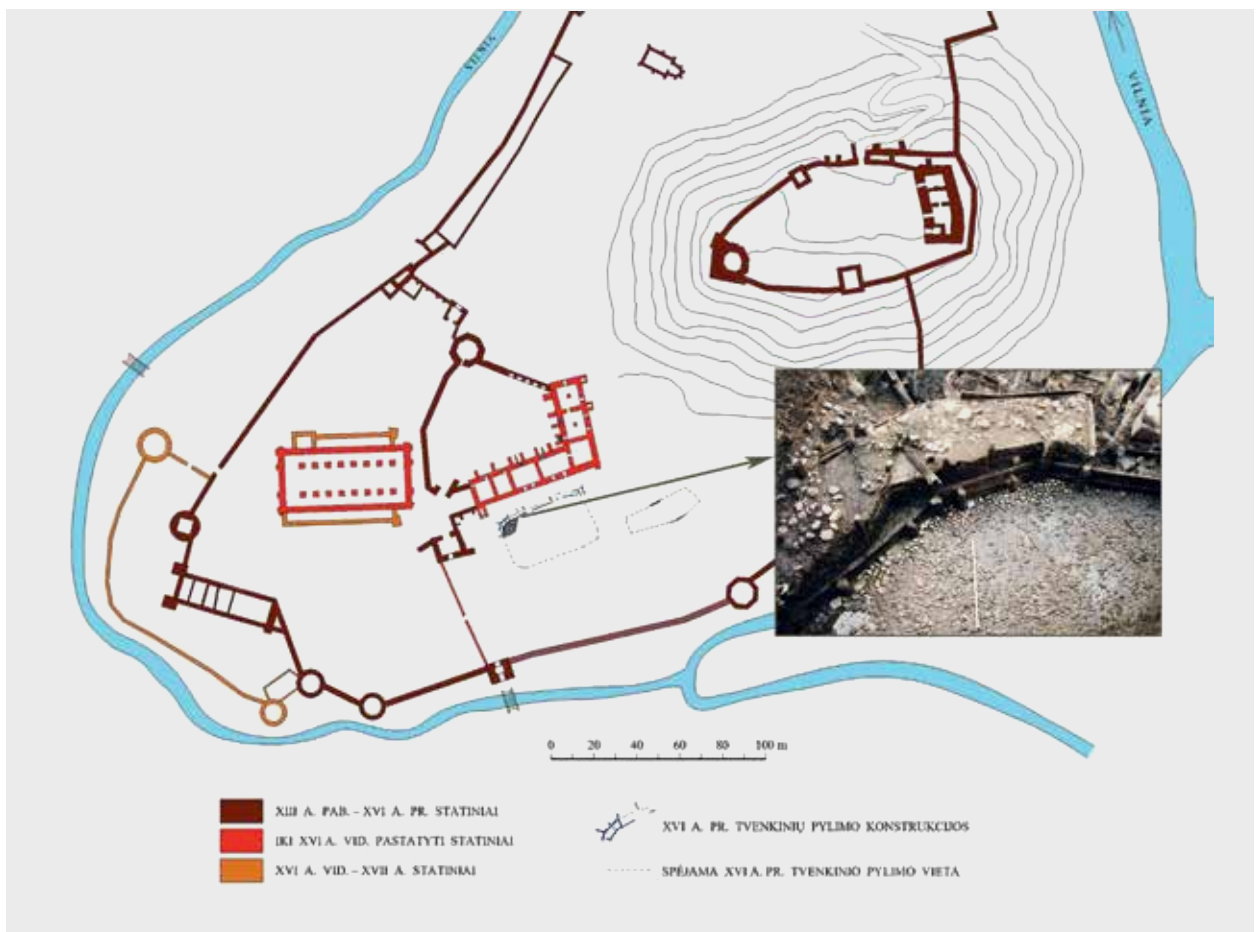 VILNIA
VILNIA
0 20 40 60 80 100 m
XIII A. PAB. – XVI A. PR. STATINIAI
IKI XVI A. VID. PASTATYTI STATINIAI
XVI A. VID. – XVII A. STATINIAI
XVI A. PR. TVENKINIŲ PYLIMO KONSTRUKCIJOS
SPĖJAMA XVI A. PR. TVENKINIO PYLIMO VIETA